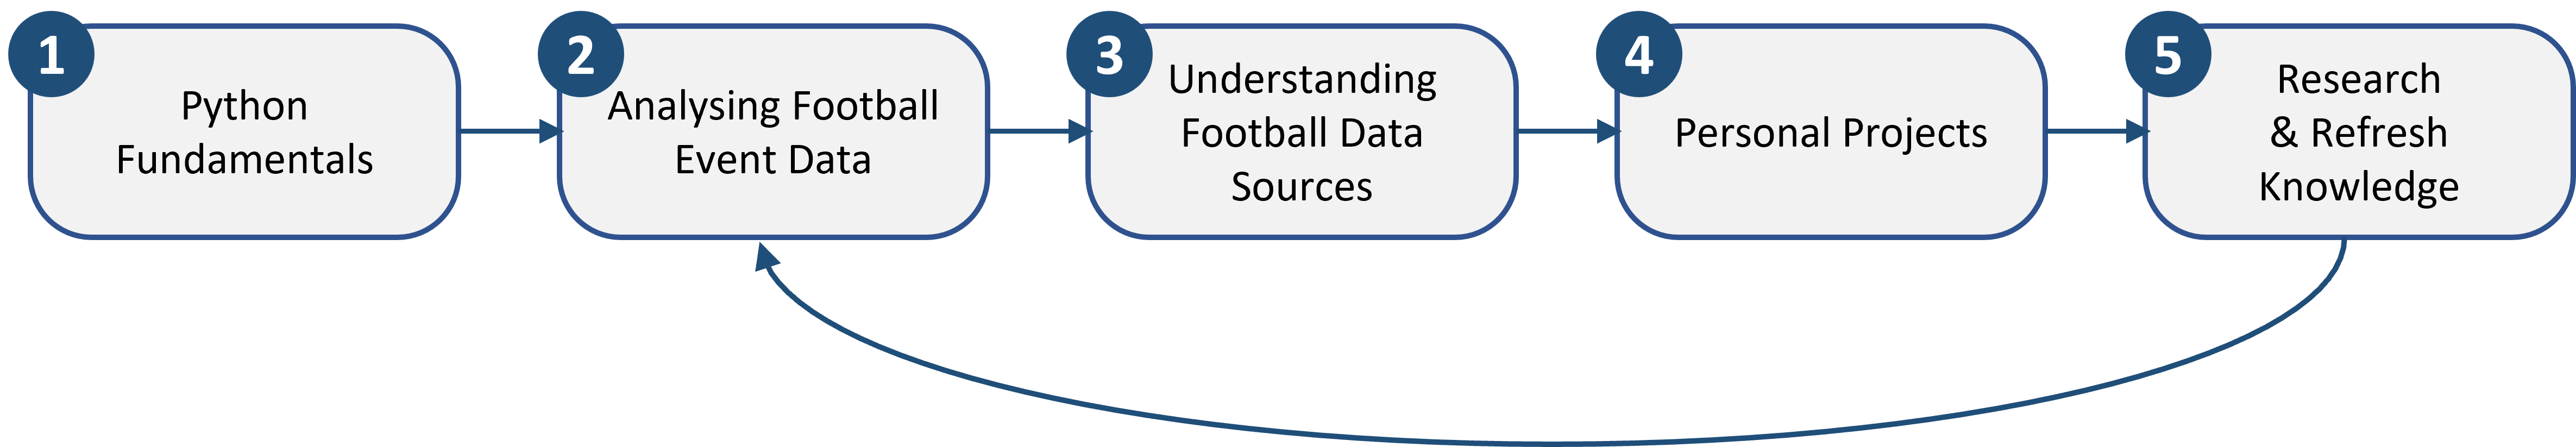 1
Python
Fundamentals
2
Analysing Football
Event Data
3
Understanding
Football Data
Sources
4
Personal Projects
5
Research
& Refresh
Knowledge